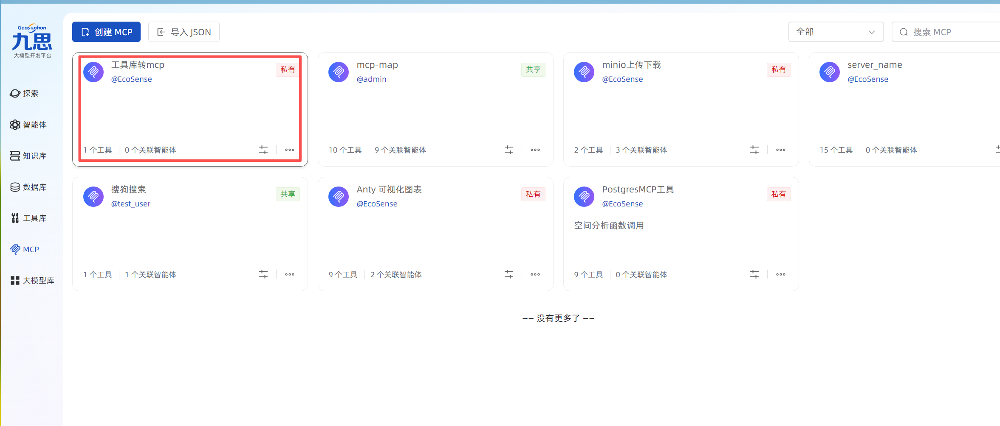 Geosophon
九思
大模型开发平台
探索
智能体
知识库
数据库
工具库
MCP
大模型库
创建 MCP
导入 JSON
全部
搜索 MCP
工具库转mcp
@EcoSense
私有
1 个工具
0 个关联智能体
mcp-map
@admin
共享
10 个工具
9 个关联智能体
minio上传下载
@EcoSense
私有
2 个工具
3 个关联智能体
server_name
@EcoSense
15 个工具
0 个关联智能体
搜狗搜索
@test_user
共享
1 个工具
1 个关联智能体
Anty 可视化图表
@EcoSense
私有
9 个工具
2 个关联智能体
PostgresMCP工具
@EcoSense
私有
空间分析函数调用
9 个工具
0 个关联智能体
—— 没有更多了 ——